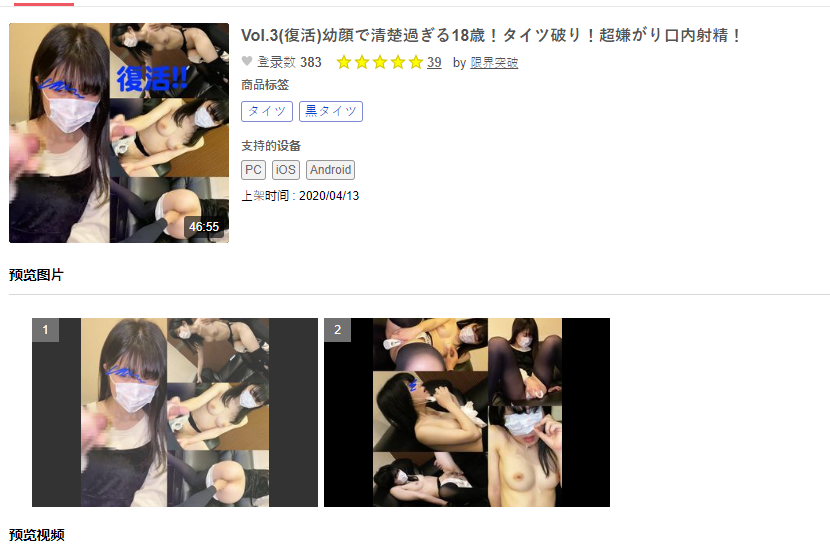 Vol.3(復活)幼顔で清楚過ぎる18歳！タイツ破り！超嫌がり口内射精！
登录数 383 39 by 限界突破
商品标签
タイツ 黒タイツ
支持的设备
PC iOS Android
上架时间 : 2020/04/13
復活!!
46:55
预览图片
1 2
预览视频